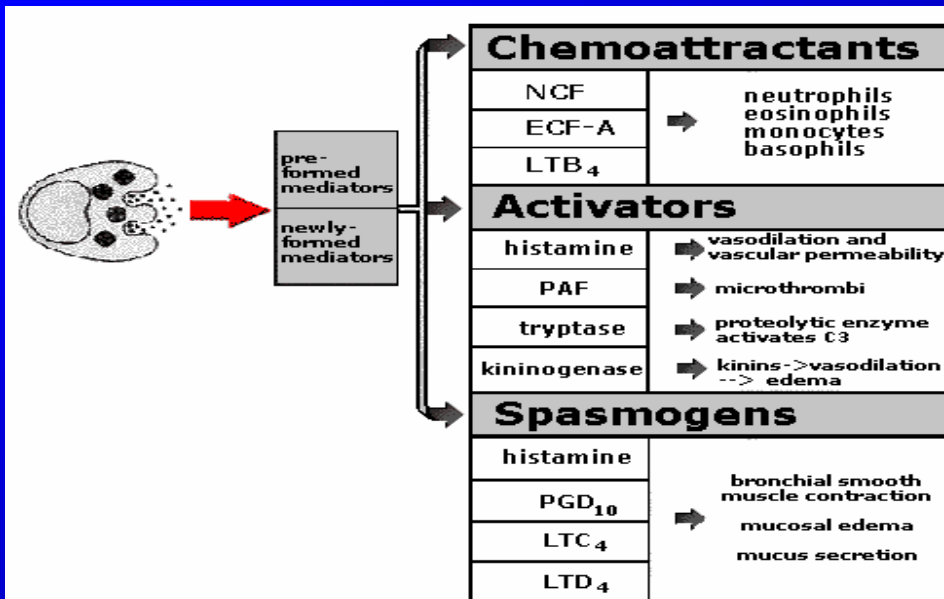 pre-
formed
mediators
newly-
formed
mediators
Chemoattractants
NCF
ECF-A
LTB4
neutrophils
eosinophils
monocytes
basophils
Activators
histamine
vasodilation and
vascular permeability
PAF
microthrombi
tryptase
proteolytic enzyme
activates C3
kininogenase
kinins->vasodilation
--> edema
Spasmogens
histamine
PGD10
LTC4
LTD4
bronchial smooth
muscle contraction
mucosal edema
mucus secretion